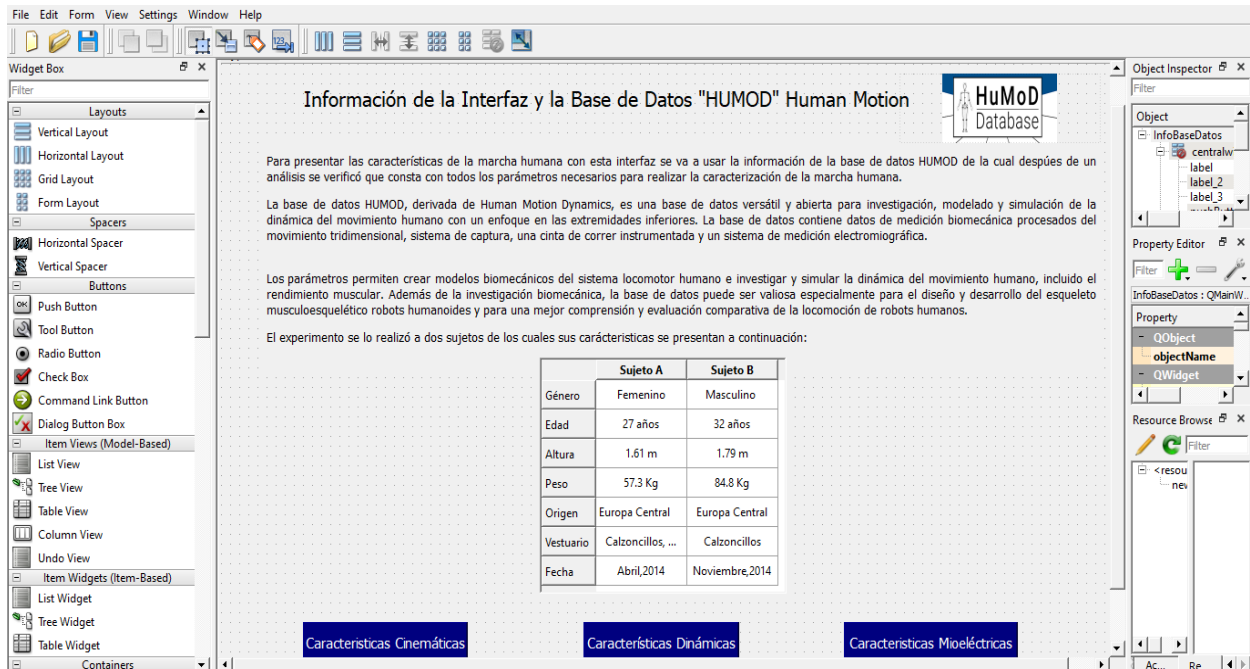 File Edit Form View Settings Window Help
Widget Box
Filter
Layouts
Vertical Layout
Horizontal Layout
Grid Layout
Form Layout
Spacers
Horizontal Spacer
Vertical Spacer
Buttons
OK Push Button
Tool Button
Radio Button
Check Box
Command Link Button
Dialog Button Box
Item Views (Model-Based)
List View
Tree View
Table View
Column View
Undo View
Item Widgets (Item-Based)
List Widget
Tree Widget
Table Widget
Containers
Información de la Interfaz y la Base de Datos "HUMOD" Human Motion
HuMoD
Database
Para presentar las características de la marcha humana con esta interfaz se va a usar la información de la base de datos HUMOD de la cual despúes de un
análisis se verificó que consta con todos los parámetros necesarios para realizar la caracterización de la marcha humana.
La base de datos HUMOD, derivada de Human Motion Dynamics, es una base de datos versátil y abierta para investigación, modelado y simulación de la
dinámica del movimiento humano con un enfoque en las extremidades inferiores. La base de datos contiene datos de medición biomecánica procesados del
movimiento tridimensional, sistema de captura, una cinta de correr instrumentada y un sistema de medición electromiográfica.
Los parámetros permiten crear modelos biomecánicos del sistema locomotor humano e investigar y simular la dinámica del movimiento humano, incluido el
rendimiento muscular. Además de la investigación biomecánica, la base de datos puede ser valiosa especialmente para el diseño y desarrollo del esqueleto
musculoesquelético robots humanoides y para una mejor comprensión y evaluación comparativa de la locomoción de robots humanos.
El experimento se lo realizó a dos sujetos de los cuales sus carácteristicas se presentan a continuación:
Sujeto A Sujeto B
Género Femenino Masculino
Edad 27 años 32 años
Altura 1.61 m 1.79 m
Peso 57.3 Kg 84.8 Kg
Origen Europa Central Europa Central
Vestuario Calzoncillos, ... Calzoncillos
Fecha Abril,2014 Noviembre,2014
Caracteristicas Cinemáticas Características Dinámicas Caracteristicas Mioeléctricas
Object Inspector
Filter
Object
InfoBaseDatos
centralw
label
label_2
label_3
Property Editor
Filter
InfoBaseDatos : QMainW...
Property
QObject
objectName
QWidget
Resource Browse
Filter
<resou
nev
Ac... Re